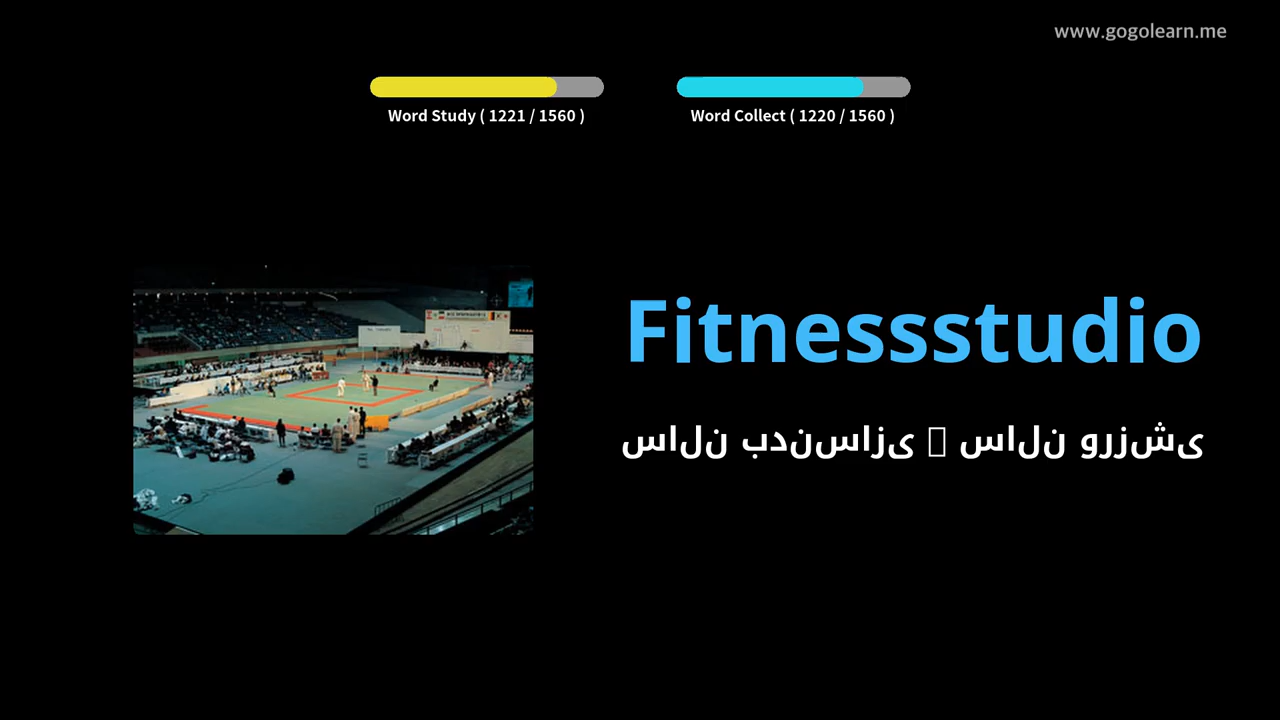 www.gogolearn.me
Word Study ( 1221 / 1560 )
Word Collect ( 1220 / 1560 )
Fitnessstudio
سالن بدنسازی ▯ سالن ورزشی